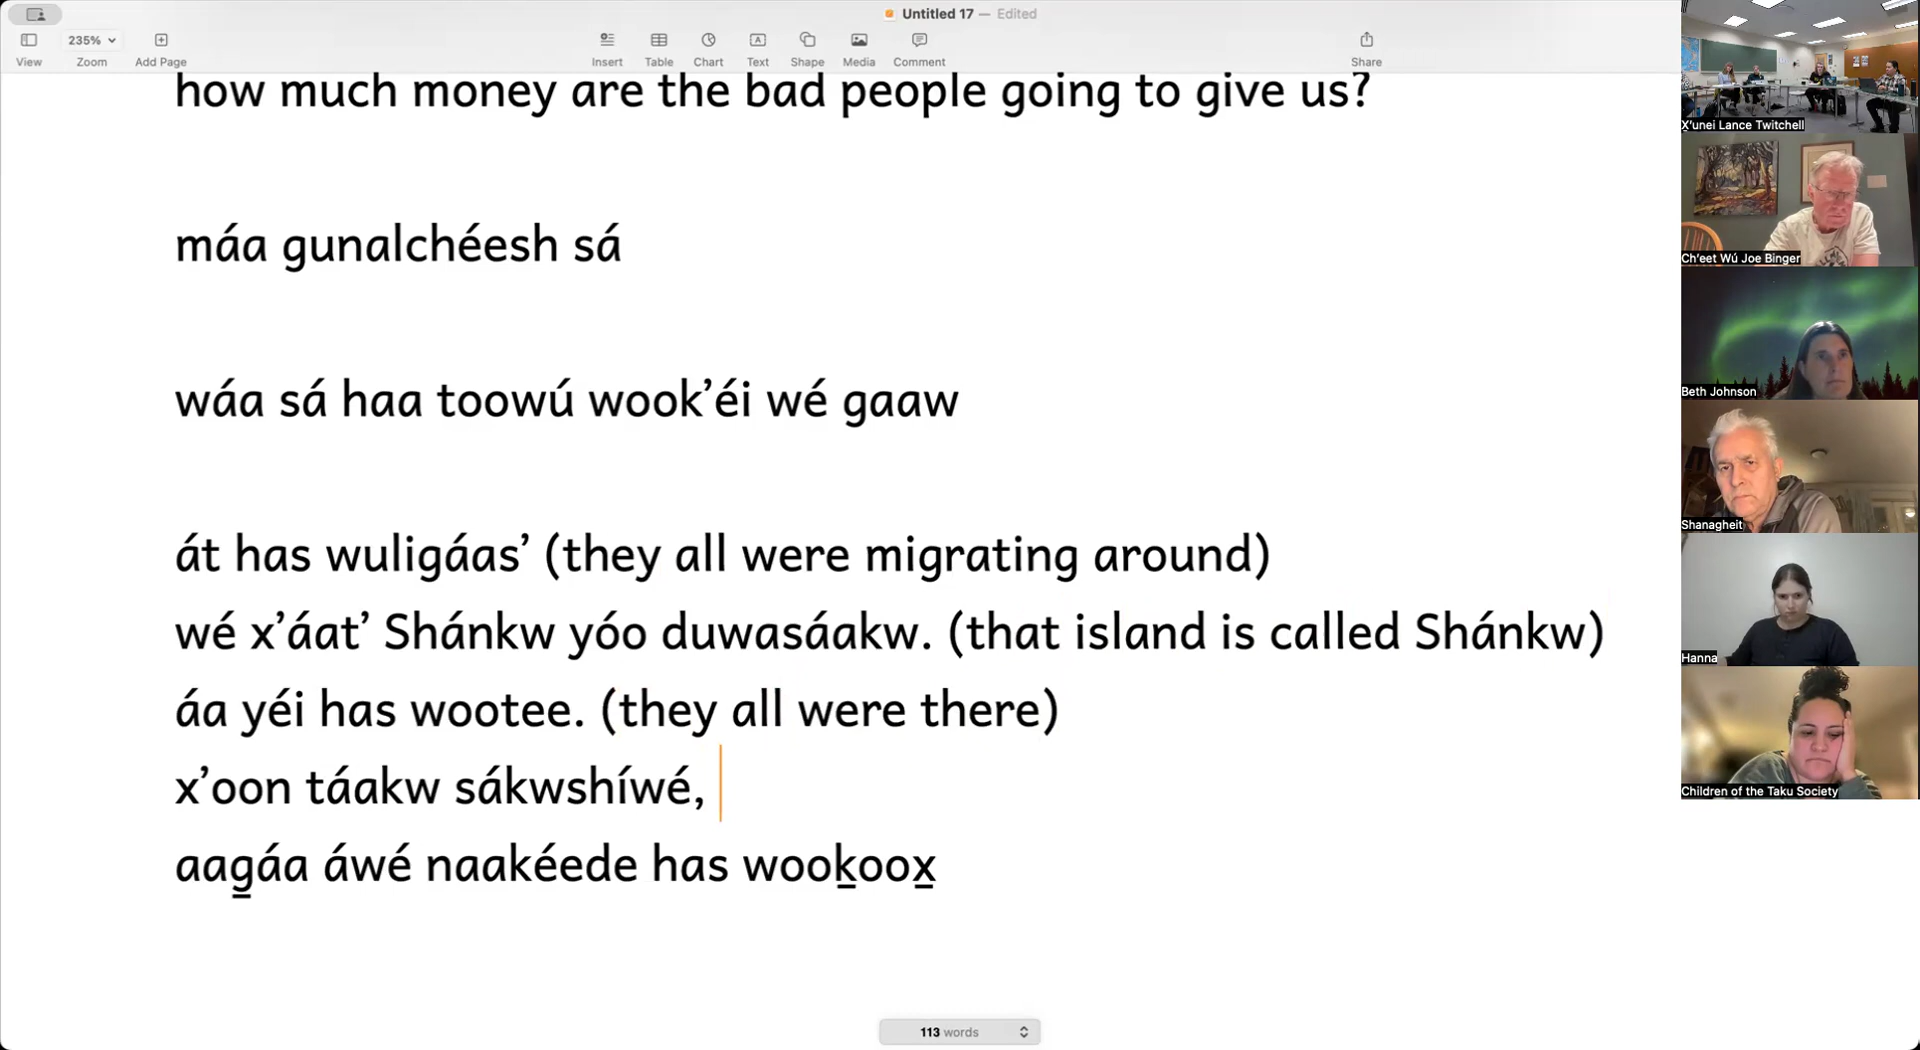 Untitled 17 — Edited
235%
View
Zoom
Add Page
Insert
Table
Chart
Text
Shape
Media
Comment
Share
how much money are the bad people going to give us?
máa gunalchéesh sá
wáa sá haa toowú wook’éi wé gaaw
át has wuligáas’ (they all were migrating around)
wé x’áat’ Shánkw yóo duwasáakw. (that island is called Shánkw)
áa yéi has wootee. (they all were there)
x’oon táakw sákwshíwé,
aag̲áa áwé naakéede has wook̲oox̲
113 words
X̲’unei Lance Twitchell
Ch’eet Wú Joe Binger
Beth Johnson
Shanagheit
Hanna
Children of the Taku Society